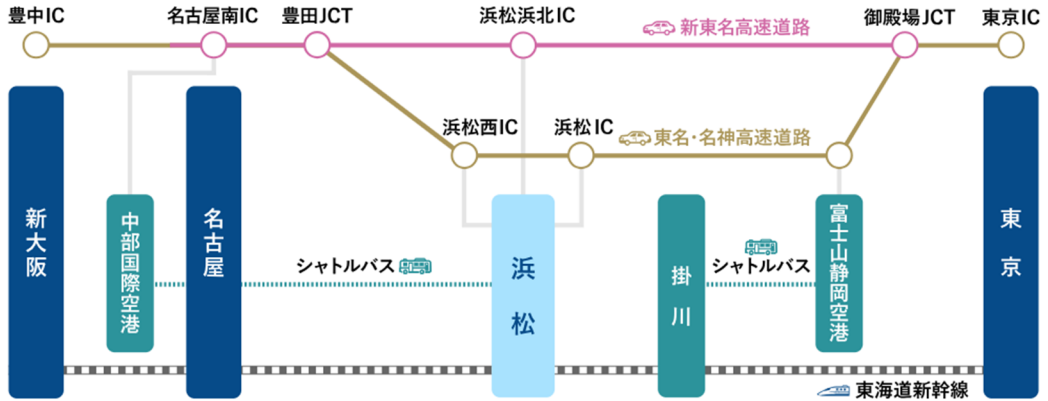 豊中IC
名古屋南IC
豊田JCT
浜松浜北IC
新東名高速道路
御殿場JCT
東京IC
浜松西IC
浜松IC
東名・名神高速道路
新大阪
中部国際空港
名古屋
シャトルバス
浜松
掛川
シャトルバス
富士山静岡空港
東京
東海道新幹線